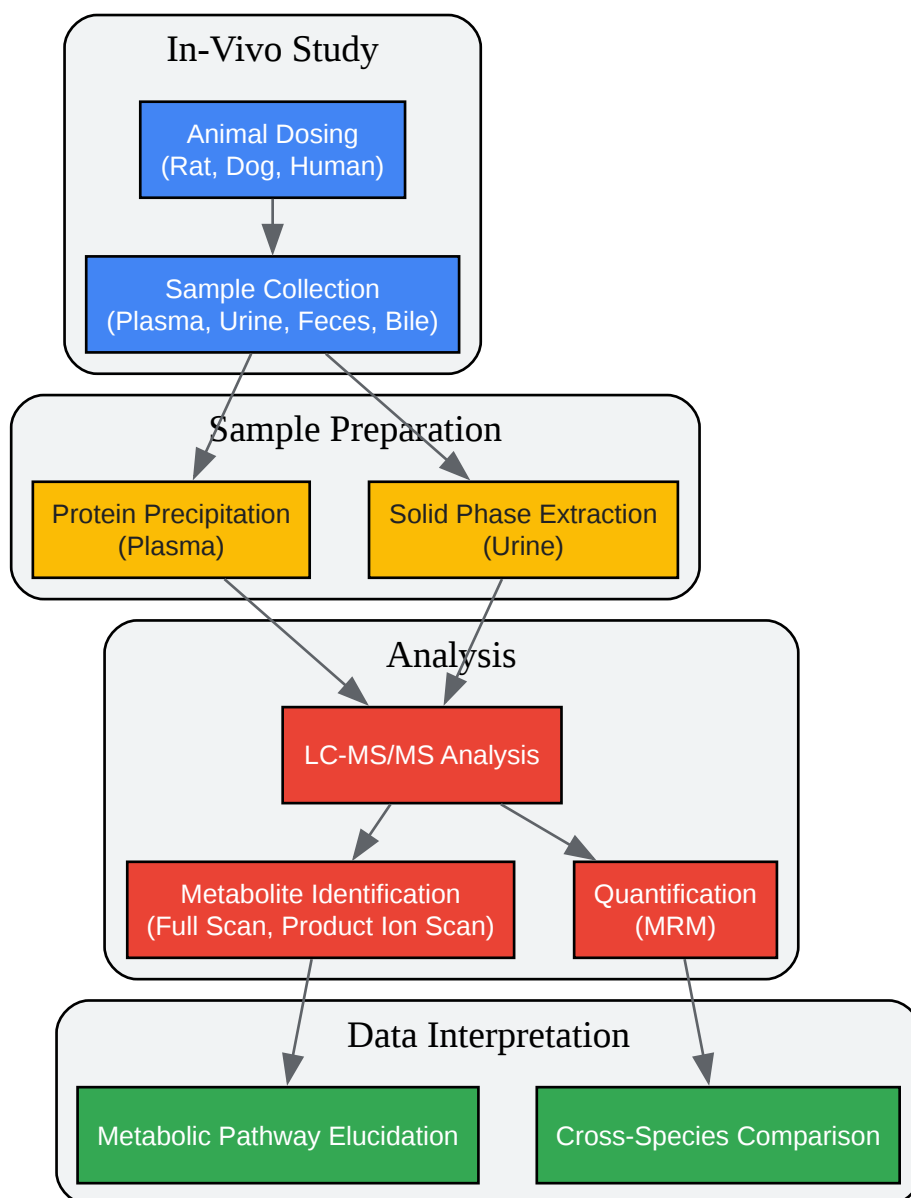 In-Vivo Study
Animal Dosing
(Rat, Dog, Human)
Sample Collection
(Plasma, Urine, Feces, Bile)
Sample Preparation
Protein Precipitation
(Plasma)
Solid Phase Extraction
(Urine)
Analysis
LC-MS/MS Analysis
Metabolite Identification
(Full Scan, Product Ion Scan)
Quantification
(MRM)
Data Interpretation
Metabolic Pathway Elucidation
Cross-Species Comparison